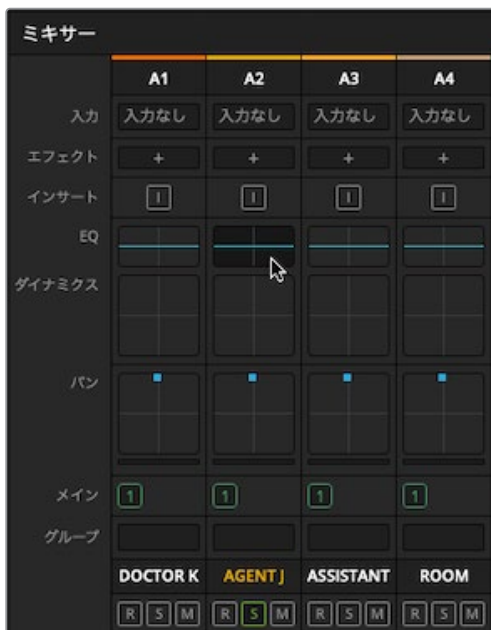 ミキサー
A1 A2 A3 A4
入力 入力なし 入力なし 入力なし 入力なし
エフェクト + + + +
インサート I I I I
EQ
ダイナミクス
パン
メイン 1 1 1 1
グループ
DOCTOR K AGENT J ASSISTANT ROOM
R S M R S M R S M R S M